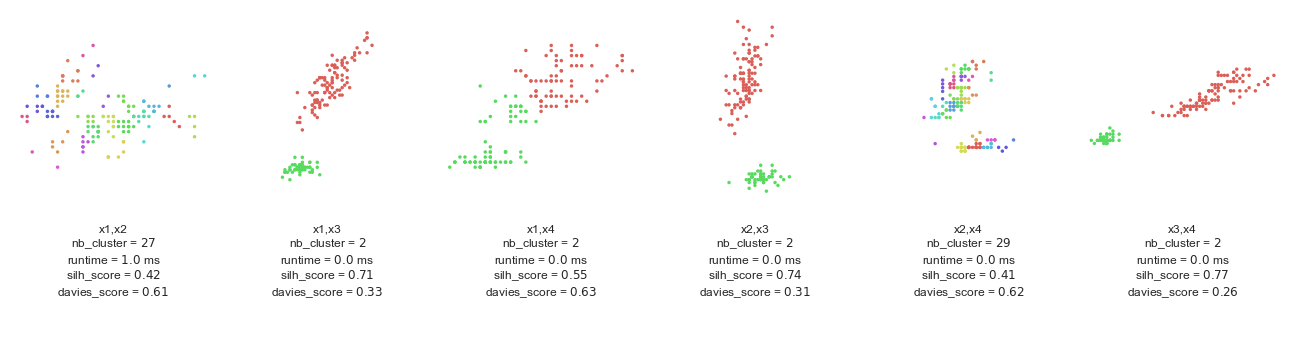 x1,x2
nb_cluster = 27
runtime = 1.0 ms
silh_score = 0.42
davies_score = 0.61
x1,x3
nb_cluster = 2
runtime = 0.0 ms
silh_score = 0.71
davies_score = 0.33
x1,x4
nb_cluster = 2
runtime = 0.0 ms
silh_score = 0.55
davies_score = 0.63
x2,x3
nb_cluster = 2
runtime = 0.0 ms
silh_score = 0.74
davies_score = 0.31
x2,x4
nb_cluster = 29
runtime = 0.0 ms
silh_score = 0.41
davies_score = 0.62
x3,x4
nb_cluster = 2
runtime = 0.0 ms
silh_score = 0.77
davies_score = 0.26